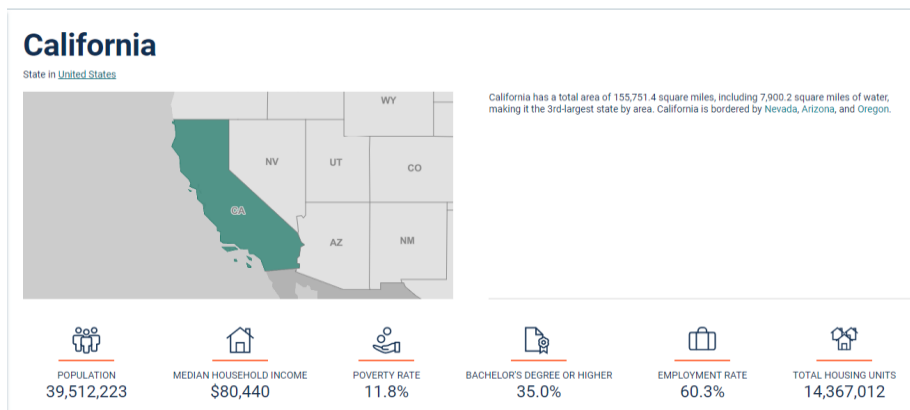 California
State in United States
California has a total area of 155,751.4 square miles, including 7,900.2 square miles of water,
making it the 3rd-largest state by area. California is bordered by Nevada, Arizona, and Oregon.
WY
NV
UT
CO
CA
AZ
NM
POPULATION
39,512,223
MEDIAN HOUSEHOLD INCOME
$80,440
POVERTY RATE
11.8%
BACHELOR'S DEGREE OR HIGHER
35.0%
EMPLOYMENT RATE
60.3%
TOTAL HOUSING UNITS
14,367,012